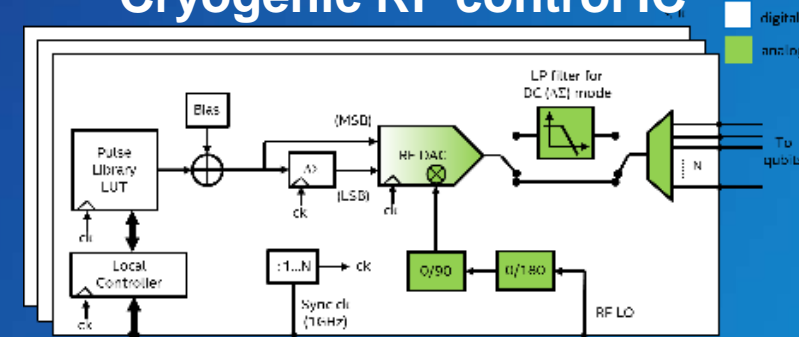 Cryogenic RF control IC
digital
analog
LP filter for
DC (ΔΣ) mode
Bias
(MSB)
Pulse
Library
LUT
ΔΣ
RF DAC
To
qubits
N
(LSB)
ck
ck
ck
Local
Controller
:1...N
ck
0/90
0/180
ck
Sync clk
(1GHz)
RF LO